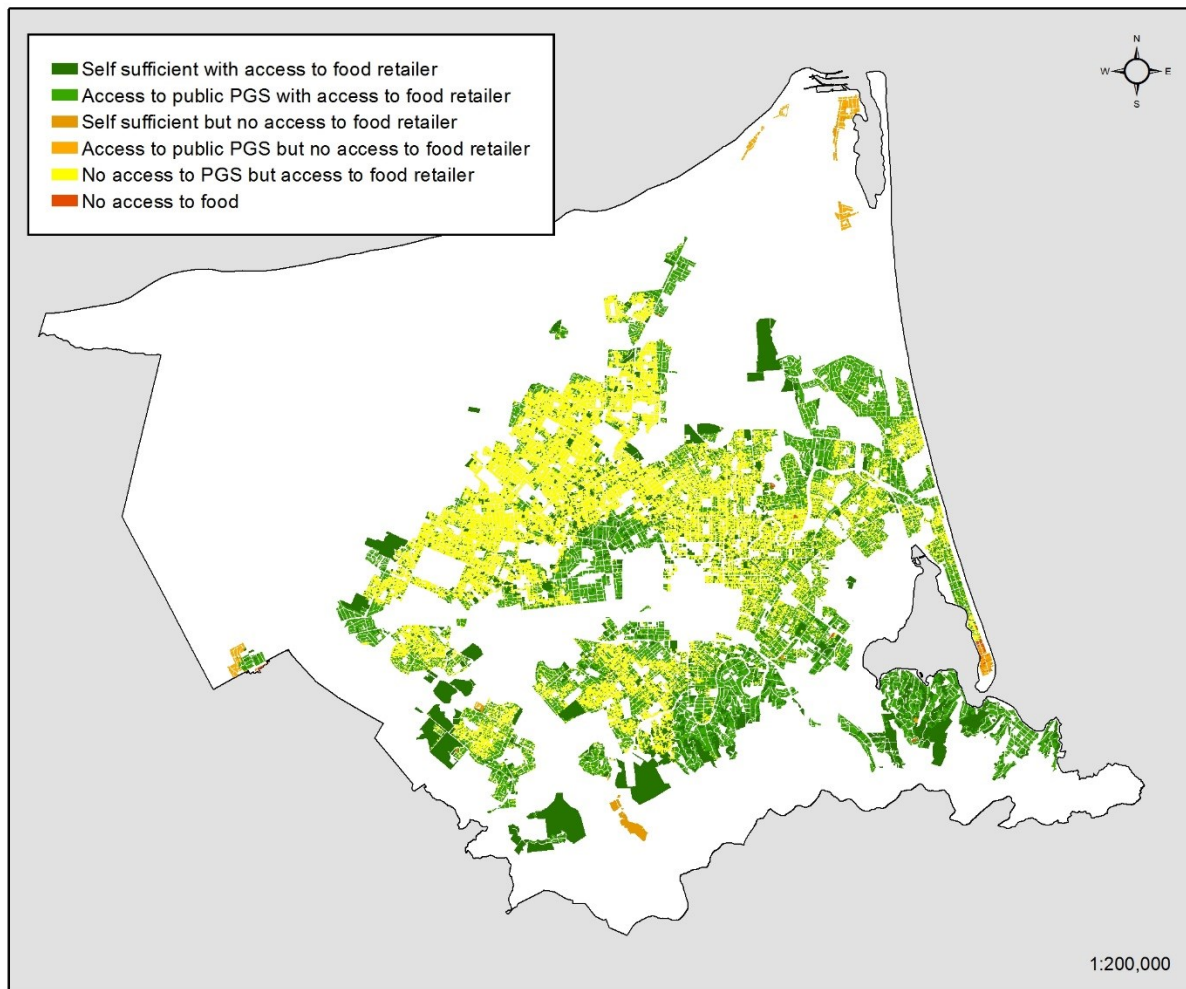 Self sufficient with access to food retailer
Access to public PGS with access to food retailer
Self sufficient but no access to food retailer
Access to public PGS but no access to food retailer
No access to PGS but access to food retailer
No access to food
N
W E
S
1:200,000